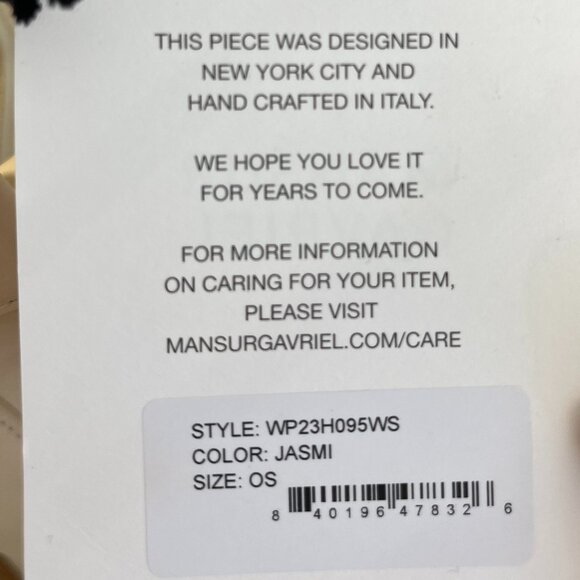 THIS PIECE WAS DESIGNED IN
NEW YORK CITY AND
HAND CRAFTED IN ITALY.
WE HOPE YOU LOVE IT
FOR YEARS TO COME.
FOR MORE INFORMATION
ON CARING FOR YOUR ITEM,
PLEASE VISIT
MANSURGAVRIEL.COM/CARE
STYLE: WP23H095WS
COLOR: JASMI
SIZE: OS
8 40196 47832 6